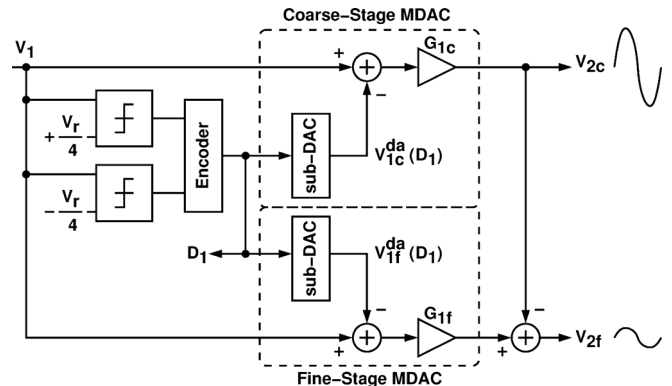 Coarse-Stage MDAC
V1
+
G1c
V2c
−
+ Vr/4 −
Encoder
sub-DAC
V1c^da (D1)
− Vr/4 −
D1
sub-DAC
V1f^da (D1)
−
G1f
−
+
+
V2f
Fine-Stage MDAC